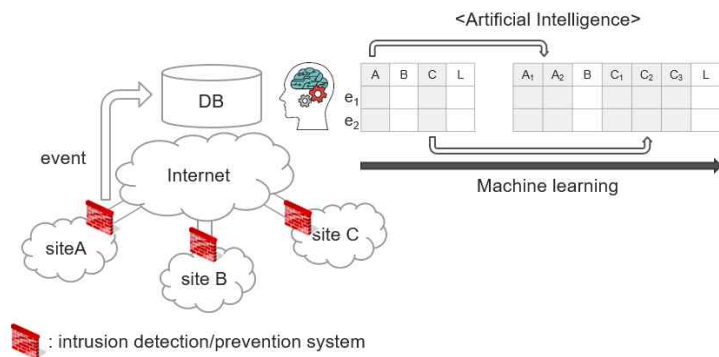 <Artificial Intelligence>
A B C L
A₁ A₂ B C₁ C₂ C₃ L
e₁
e₂
DB
event
Internet
Machine learning
siteA
site B
site C
: intrusion detection/prevention system